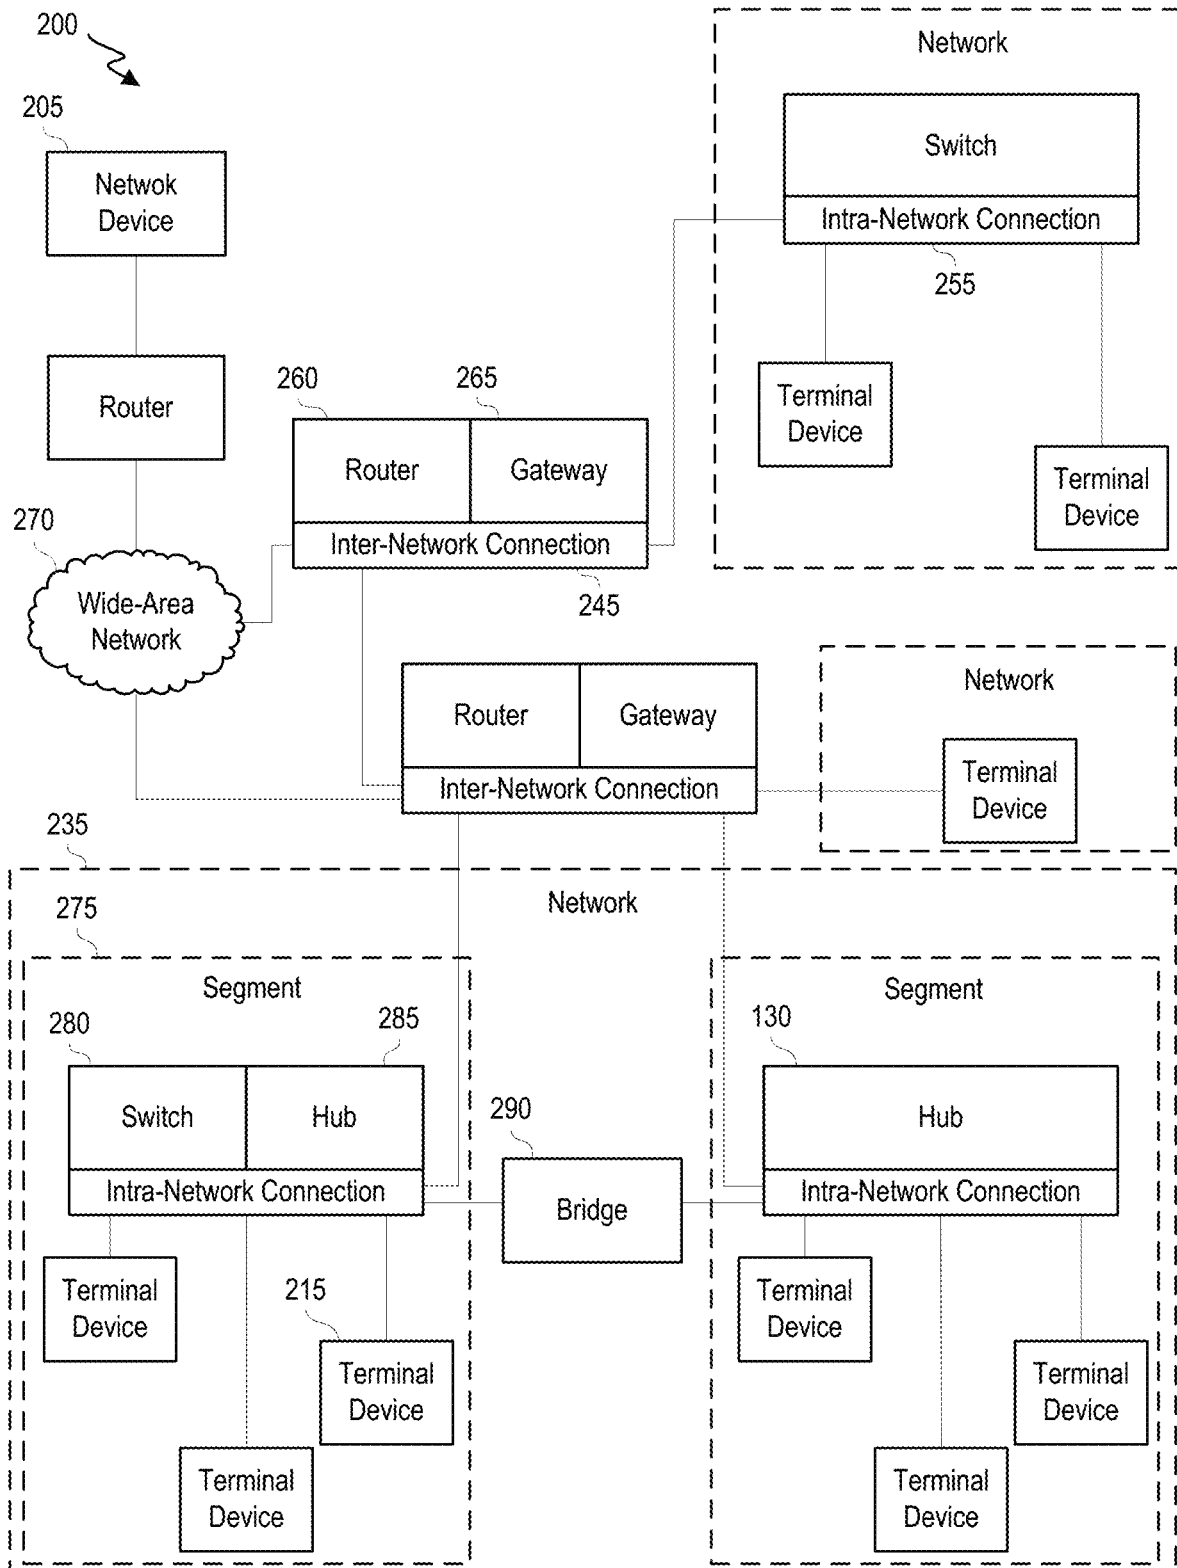 200
Network
205
Switch
Netwok
Device
Intra-Network Connection
255
260
265
Terminal
Device
Router
Router
Gateway
Terminal
Device
270
Inter-Network Connection
Wide-Area
Network
245
Router
Gateway
Network
Terminal
Device
Inter-Network Connection
235
Network
275
Segment
Segment
280
285
130
Switch
Hub
290
Hub
Intra-Network Connection
Bridge
Intra-Network Connection
Terminal
Device
215
Terminal
Device
Terminal
Device
Terminal
Device
Terminal
Device
Terminal
Device